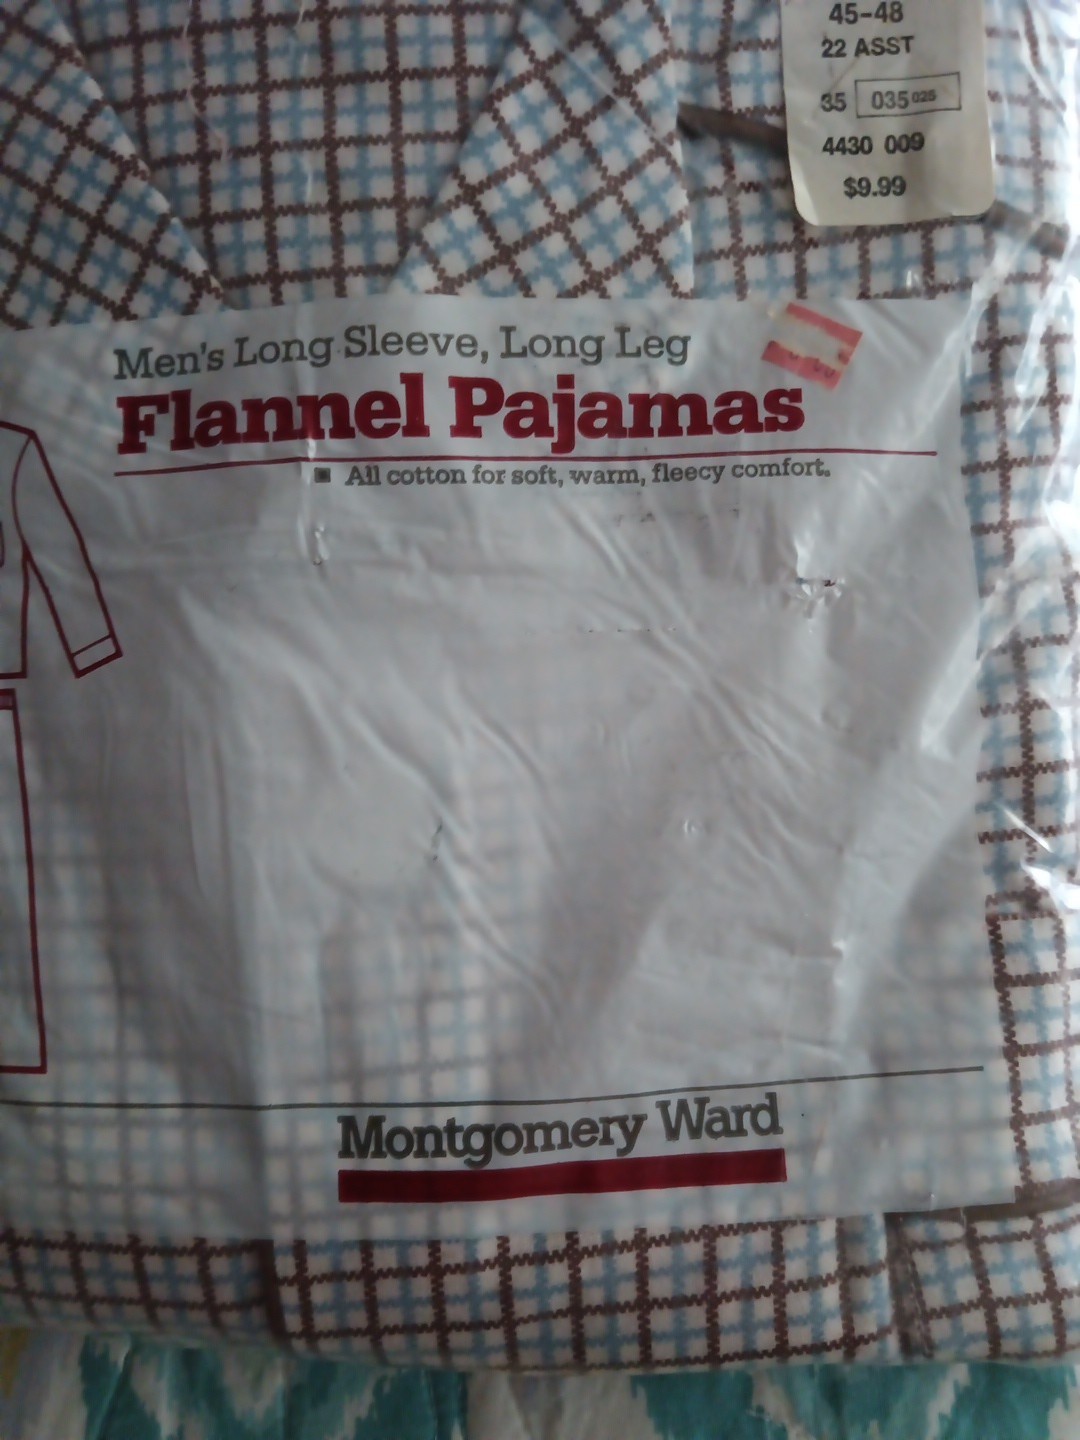 45-48
22 ASST
35 035 025
4430 009
$9.99
Men's Long Sleeve, Long Leg
Flannel Pajamas
▣ All cotton for soft, warm, fleecy comfort.
Montgomery Ward